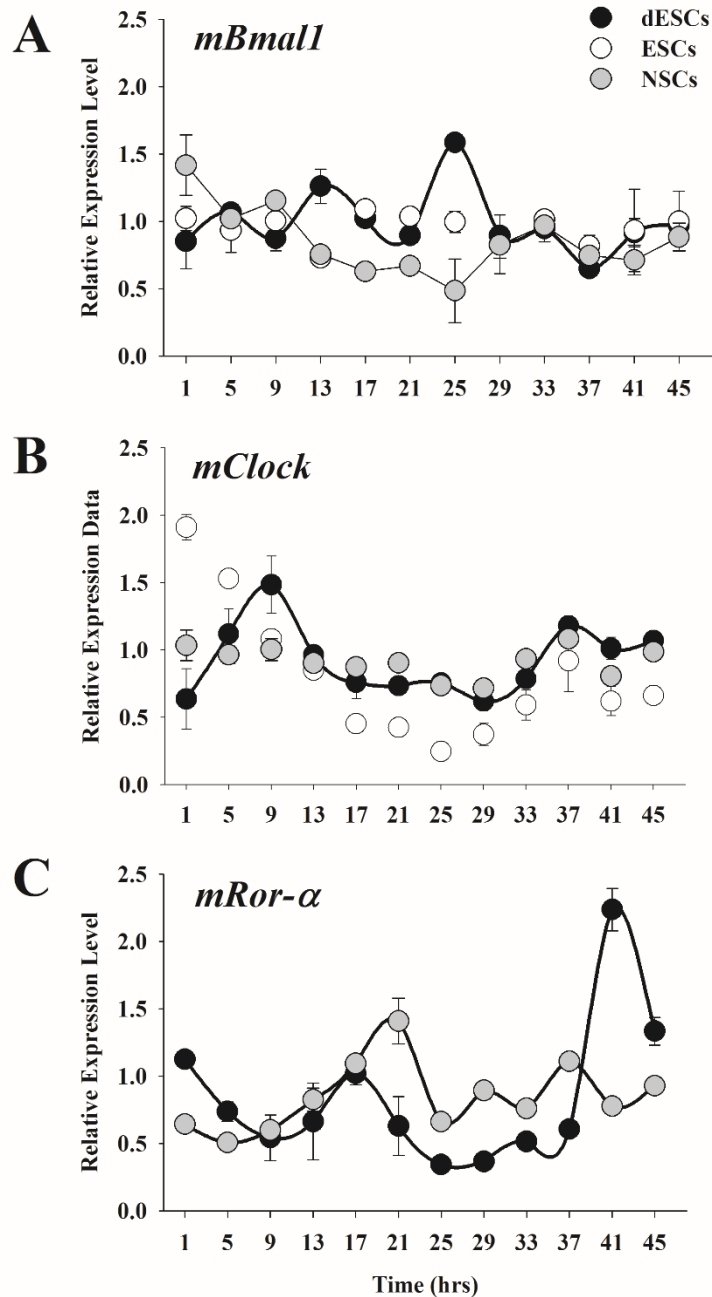 A
mBmal1
dESCs
ESCs
NSCs
Relative Expression Level
2.5
2.0
1.5
1.0
0.5
0.0
1 5 9 13 17 21 25 29 33 37 41 45
B
mClock
Relative Expression Data
2.5
2.0
1.5
1.0
0.5
0.0
1 5 9 13 17 21 25 29 33 37 41 45
C
mRor-α
Relative Expression Level
2.5
2.0
1.5
1.0
0.5
0.0
1 5 9 13 17 21 25 29 33 37 41 45
Time (hrs)